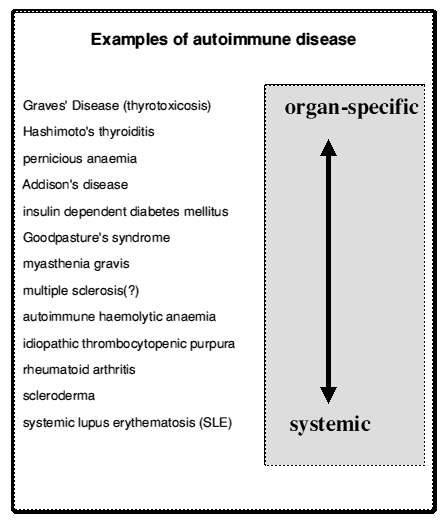 Examples of autoimmune disease
Graves' Disease (thyrotoxicosis)
Hashimoto's thyroiditis
pernicious anaemia
Addison's disease
insulin dependent diabetes mellitus
Goodpasture's syndrome
myasthenia gravis
multiple sclerosis(?)
autoimmune haemolytic anaemia
idiopathic thrombocytopenic purpura
rheumatoid arthritis
scleroderma
systemic lupus erythematosis (SLE)
organ-specific
systemic